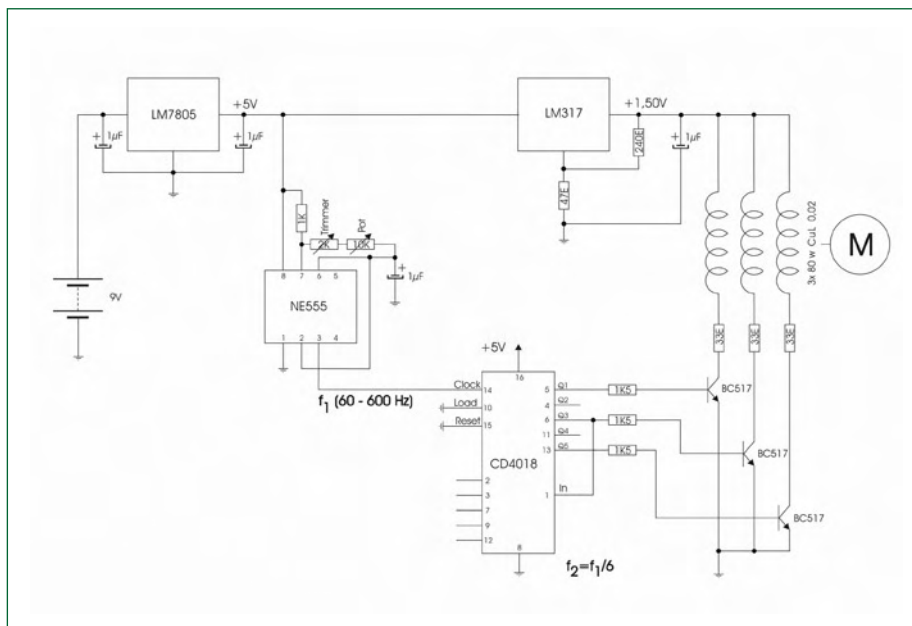 LM7805
+5V
LM317
+1,50V
+
1µF
+
1µF
+
1µF
240E
47E
1K
Trimmer
2K
Pot
10K
+
1µF
8 7 6 5
NE555
1 2 3 4
9V
3x 80 w CuL 0,02
M
33E
33E
33E
+5V
16
f1 (60 - 600 Hz)
Clock
14
Load
10
Reset
15
CD4018
2
3
7
9
12
5
Q1
4
Q2
6
Q3
11
Q4
13
Q5
1
In
8
1K5
1K5
1K5
BC517
BC517
BC517
f2=f1/6